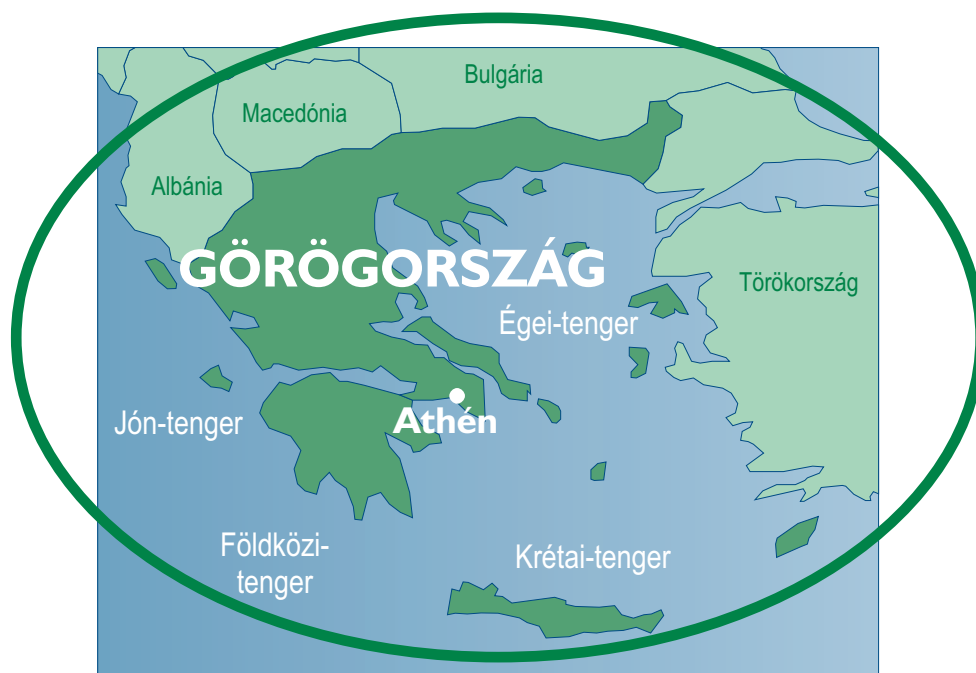 Bulgária
Macedónia
Albánia
GÖRÖGORSZÁG
Törökország
Égei-tenger
Athén
Jón-tenger
Földközi-
tenger
Krétai-tenger